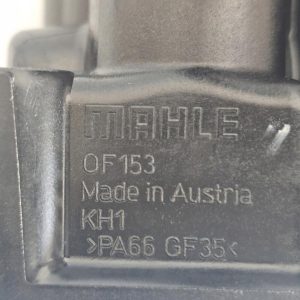 MAHLE
OF153
Made in Austria
KH1
>PA66 GF35<